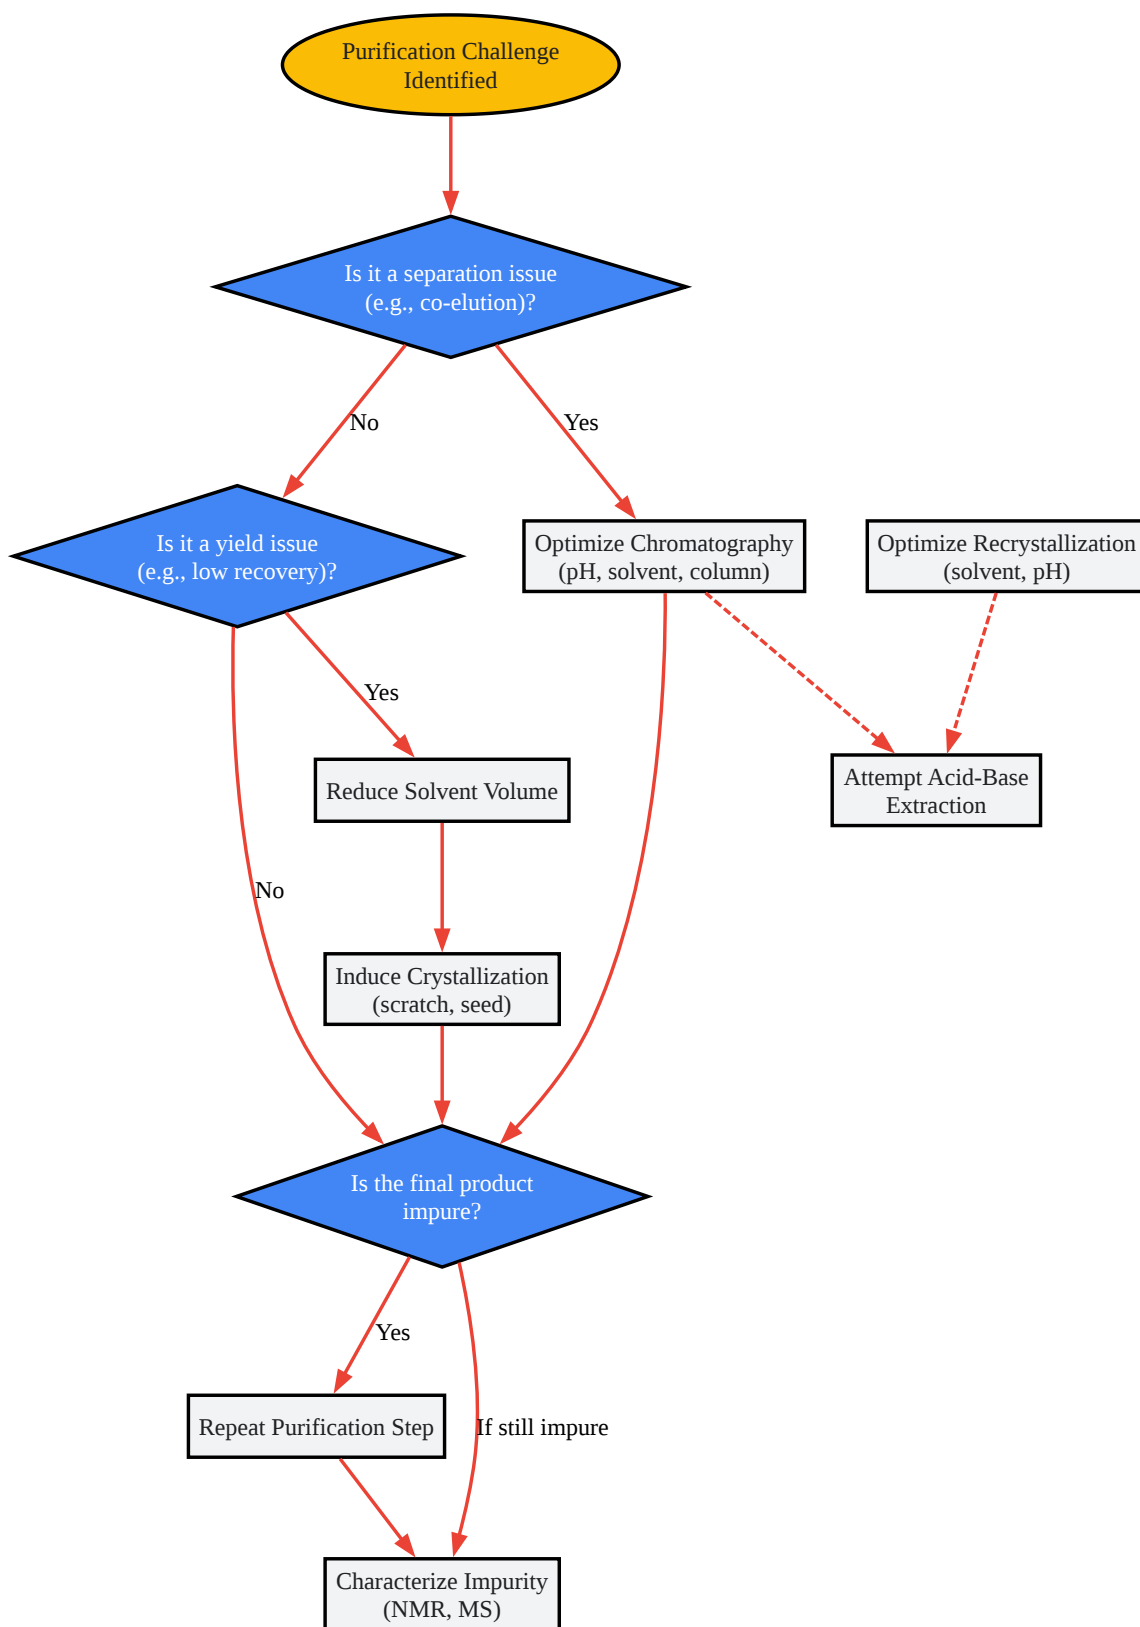 Purification Challenge
Identified
Is it a separation issue
(e.g., co-elution)?
No
Yes
Is it a yield issue
(e.g., low recovery)?
Optimize Chromatography
(pH, solvent, column)
Optimize Recrystallization
(solvent, pH)
Yes
Reduce Solvent Volume
Attempt Acid-Base
Extraction
No
Induce Crystallization
(scratch, seed)
Is the final product
impure?
Yes
Repeat Purification Step
If still impure
Characterize Impurity
(NMR, MS)